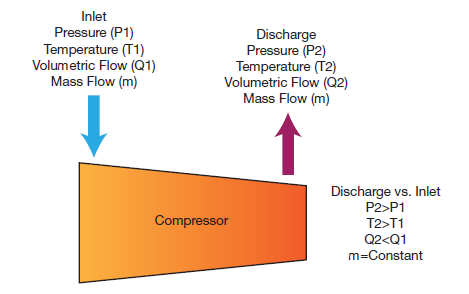 Inlet
Pressure (P1)
Temperature (T1)
Volumetric Flow (Q1)
Mass Flow (m)
Discharge
Pressure (P2)
Temperature (T2)
Volumetric Flow (Q2)
Mass Flow (m)
Compressor
Discharge vs. Inlet
P2>P1
T2>T1
Q2<Q1
m=Constant